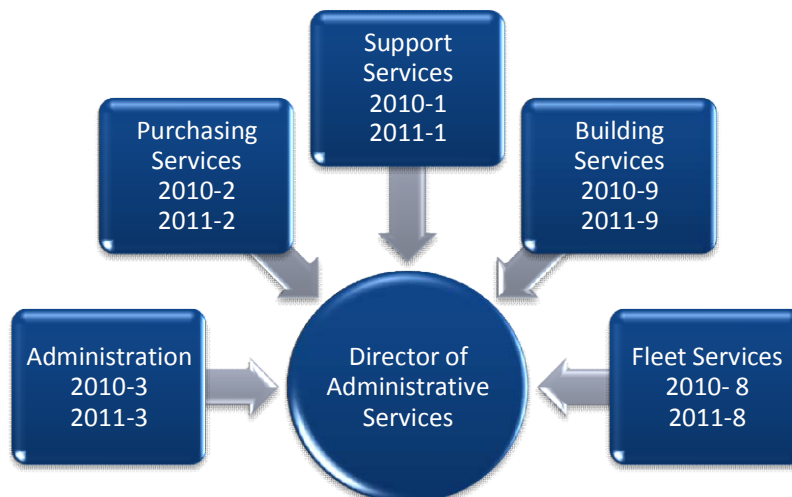 Support
Services
2010-1
2011-1
Purchasing
Services
2010-2
2011-2
Building
Services
2010-9
2011-9
Administration
2010-3
2011-3
Director of
Administrative
Services
Fleet Services
2010- 8
2011-8